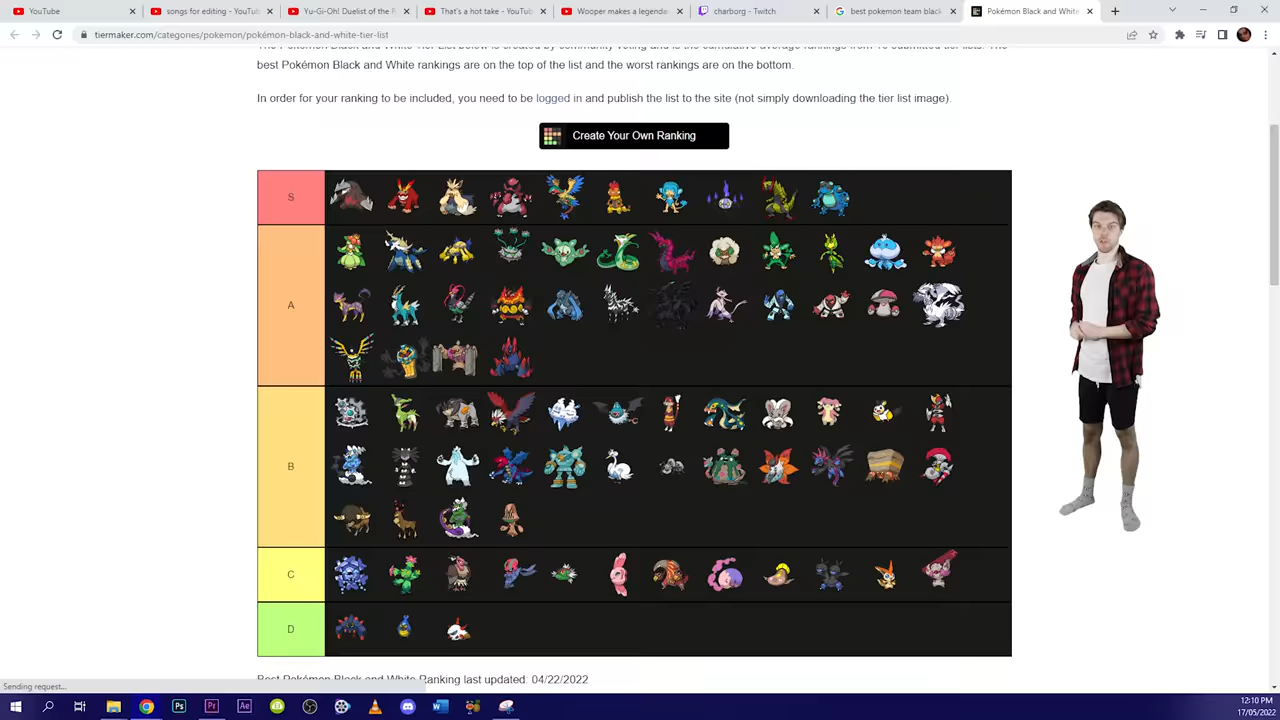 YouTube
songs for editing - YouTub
Yu-Gi-Oh! Duelist of the R
That's a hot take - YouTub
Wooper makes a legenda
charborg - Twitch
best pokemon team black
Pokémon Black and White
tiermaker.com/categories/pokemon/pokémon-black-and-white-tier-list
best Pokémon Black and White rankings are on the top of the list and the worst rankings are on the bottom.
In order for your ranking to be included, you need to be logged in and publish the list to the site (not simply downloading the tier list image).
Create Your Own Ranking
S
A
B
C
D
Best Pokémon Black and White Ranking last updated: 04/22/2022
Sending request...
Ps
Pr
Ae
12:10 PM
17/05/2022